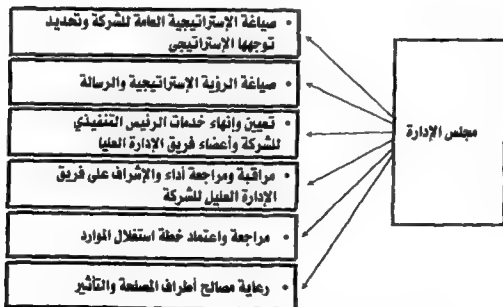 • صياغة الإستراتيجية العامة للشركة وتحديد
توجهها الإستراتيجي
• صياغة الرؤية الإستراتيجية والرسالة
• تعيين وإنهاء خدمات الرئيس التنفيذي
للشركة وأعضاء فريق الإدارة العليا
• مراقبة ومراجعة أداء والإشراف على فريق
الإدارة العليل للشركة
• مراجعة واعتماد خطة استغلال الموارد
• رعاية مصالح أطراف المصلحة والتأثير
مجلس الإدارة